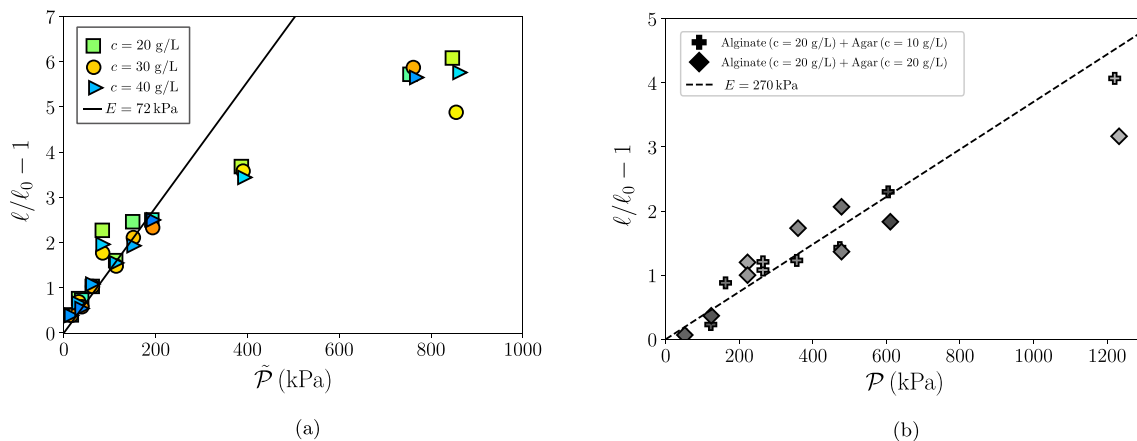 7
6
5
4
3
2
1
0
ℓ/ℓ₀ − 1
c = 20 g/L
c = 30 g/L
c = 40 g/L
E = 72 kPa
0 200 400 600 800 1000
𝒫̃ (kPa)
(a)
5
4
3
2
1
0
ℓ/ℓ₀ − 1
Alginate (c = 20 g/L) + Agar (c = 10 g/L)
Alginate (c = 20 g/L) + Agar (c = 20 g/L)
E = 270 kPa
0 200 400 600 800 1000 1200
𝒫 (kPa)
(b)